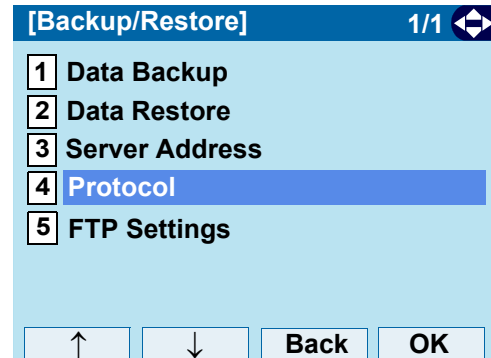 [Backup/Restore] 1/1
1 Data Backup
2 Data Restore
3 Server Address
4 Protocol
5 FTP Settings
↑ ↓ Back OK